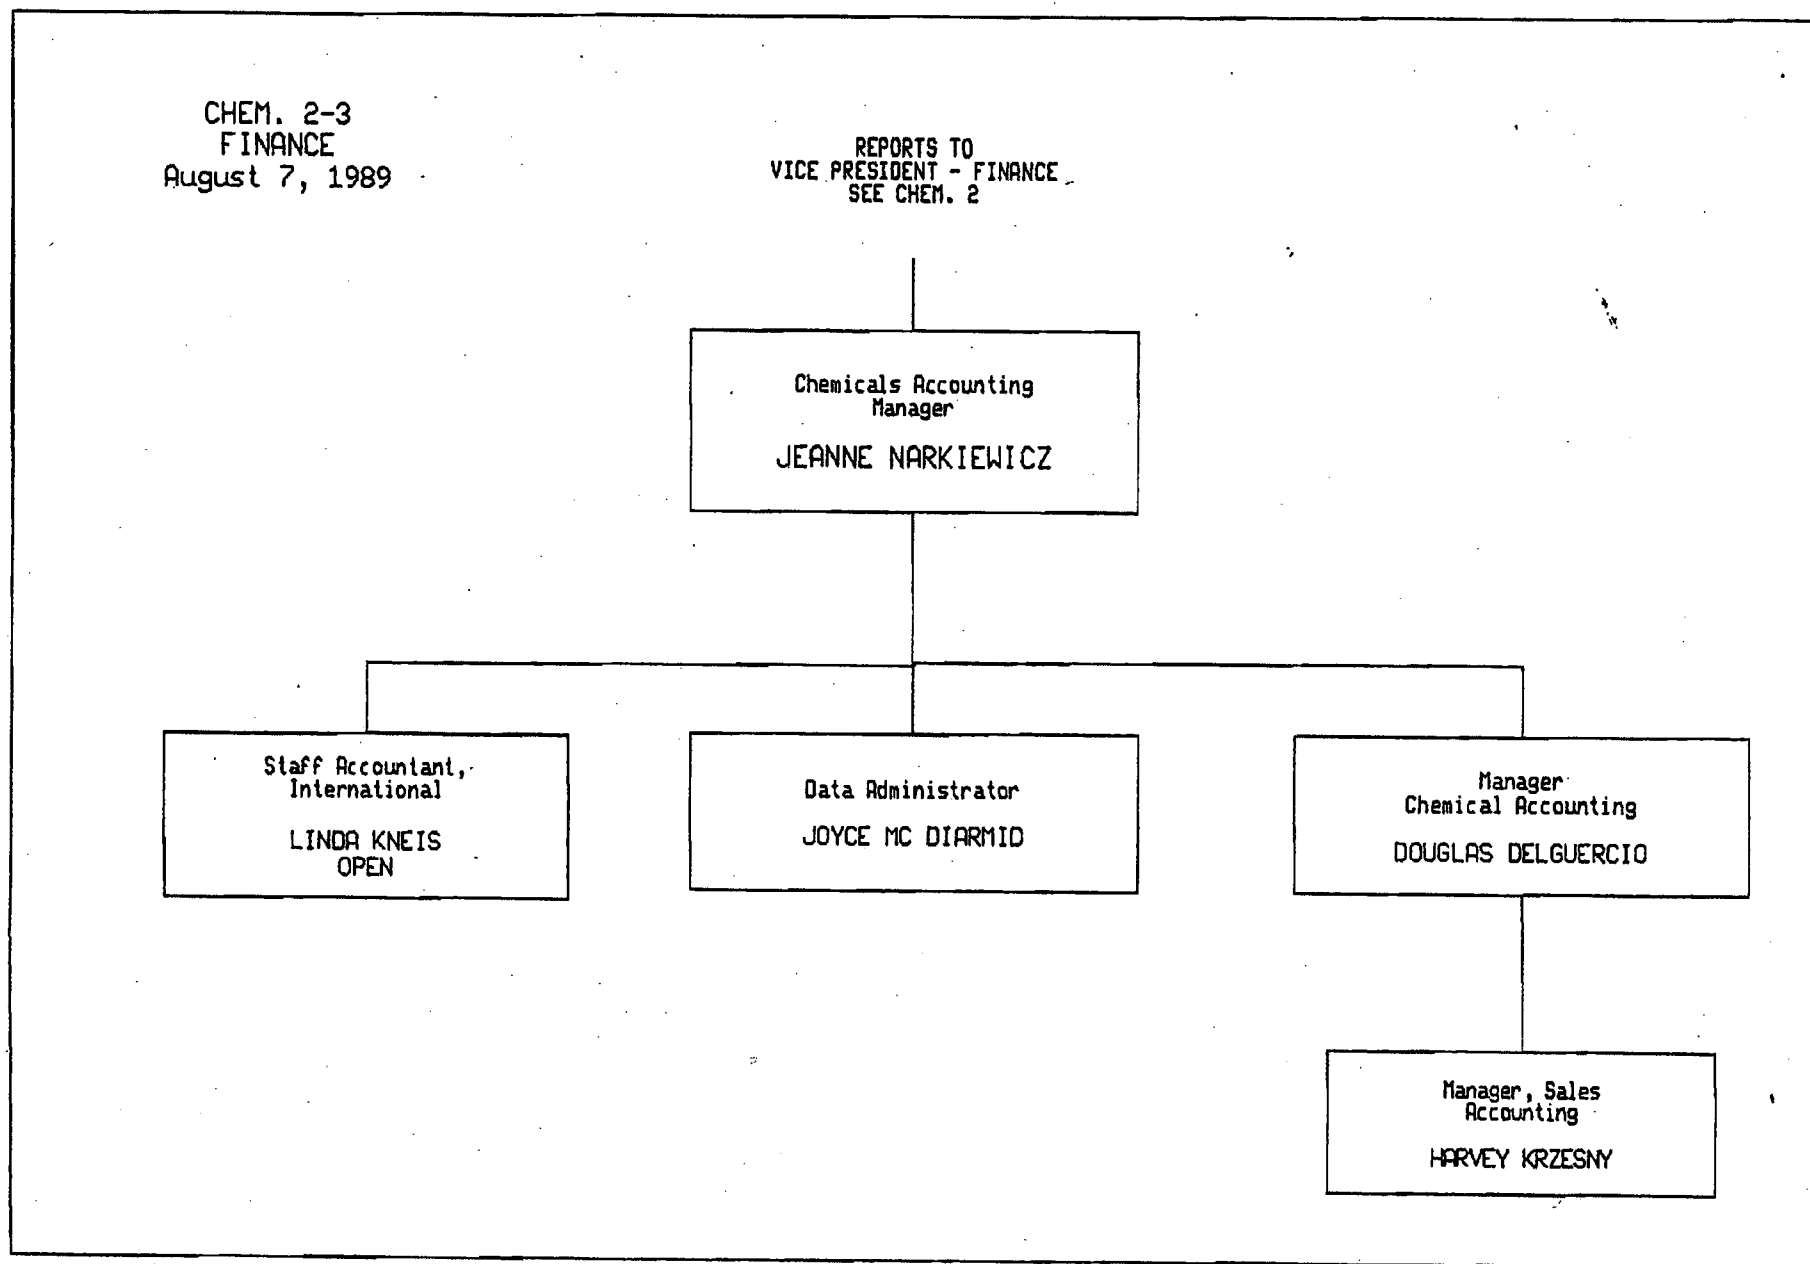 CHEM. 2-3
FINANCE
August 7, 1989
REPORTS TO
VICE PRESIDENT - FINANCE
SEE CHEM. 2
Chemicals Accounting
Manager
JEANNE NARKIEWICZ
Staff Accountant,
International
LINDA KNEIS
OPEN
Data Administrator
JOYCE MC DIARMID
Manager
Chemical Accounting
DOUGLAS DELGUERCIO
Manager, Sales
Accounting
HARVEY KRZESNY